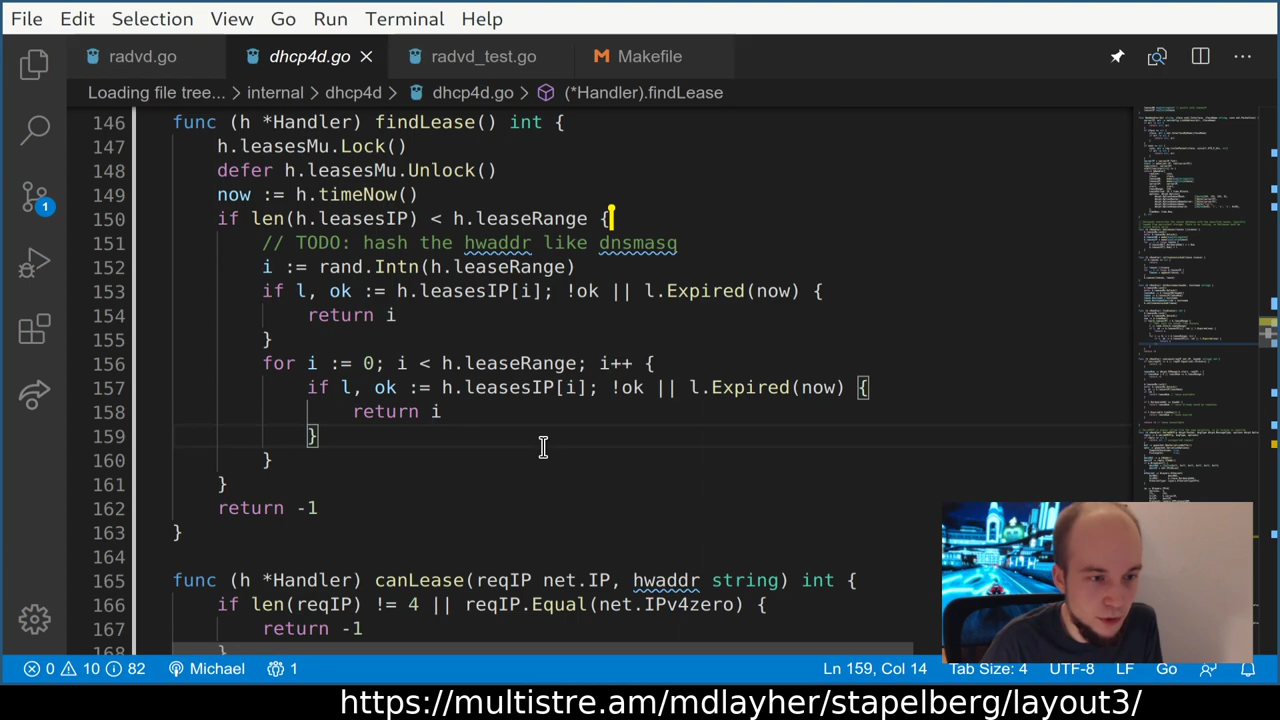 File Edit Selection View Go Run Terminal Help
radvd.go dhcp4d.go radvd_test.go Makefile
Loading file tree... > internal > dhcp4d > dhcp4d.go > (*Handler).findLease
146 func (h *Handler) findLease() int {
147 h.leasesMu.Lock()
148 defer h.leasesMu.Unlock()
149 now := h.timeNow()
150 if len(h.leasesIP) < h.leaseRange {
151 // TODO: hash the hwaddr like dnsmasq
152 i := rand.Intn(h.leaseRange)
153 if l, ok := h.leasesIP[i]; !ok || l.Expired(now) {
154 return i
155 }
156 for i := 0; i < h.leaseRange; i++ {
157 if l, ok := h.leasesIP[i]; !ok || l.Expired(now) {
158 return i
159 }
160 }
161 }
162 return -1
163 }
164
165 func (h *Handler) canLease(reqIP net.IP, hwaddr string) int {
166 if len(reqIP) != 4 || reqIP.Equal(net.IPv4zero) {
167 return -1
168 }
1
0 10 82 Michael 1 Ln 159, Col 14 Tab Size: 4 UTF-8 LF Go
https://multistre.am/mdlayher/stapelberg/layout3/